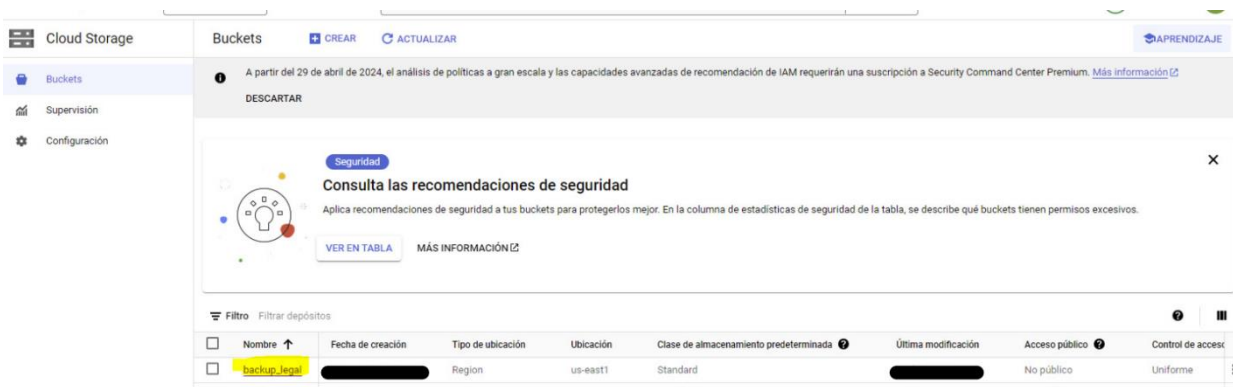 Cloud Storage
Buckets
CREAR
ACTUALIZAR
APRENDIZAJE
Buckets
Supervisión
Configuración
A partir del 29 de abril de 2024, el análisis de políticas a gran escala y las capacidades avanzadas de recomendación de IAM requerirán una suscripción a Security Command Center Premium. Más información
DESCARTAR
Seguridad
Consulta las recomendaciones de seguridad
Aplica recomendaciones de seguridad a tus buckets para protegerlos mejor. En la columna de estadísticas de seguridad de la tabla, se describe qué buckets tienen permisos excesivos.
VER EN TABLA
MÁS INFORMACIÓN
Filtro Filtrar depósitos
Nombre Fecha de creación Tipo de ubicación Ubicación Clase de almacenamiento predeterminada Última modificación Acceso público Control de acceso
backup_legal Region us-east1 Standard No público Uniforme